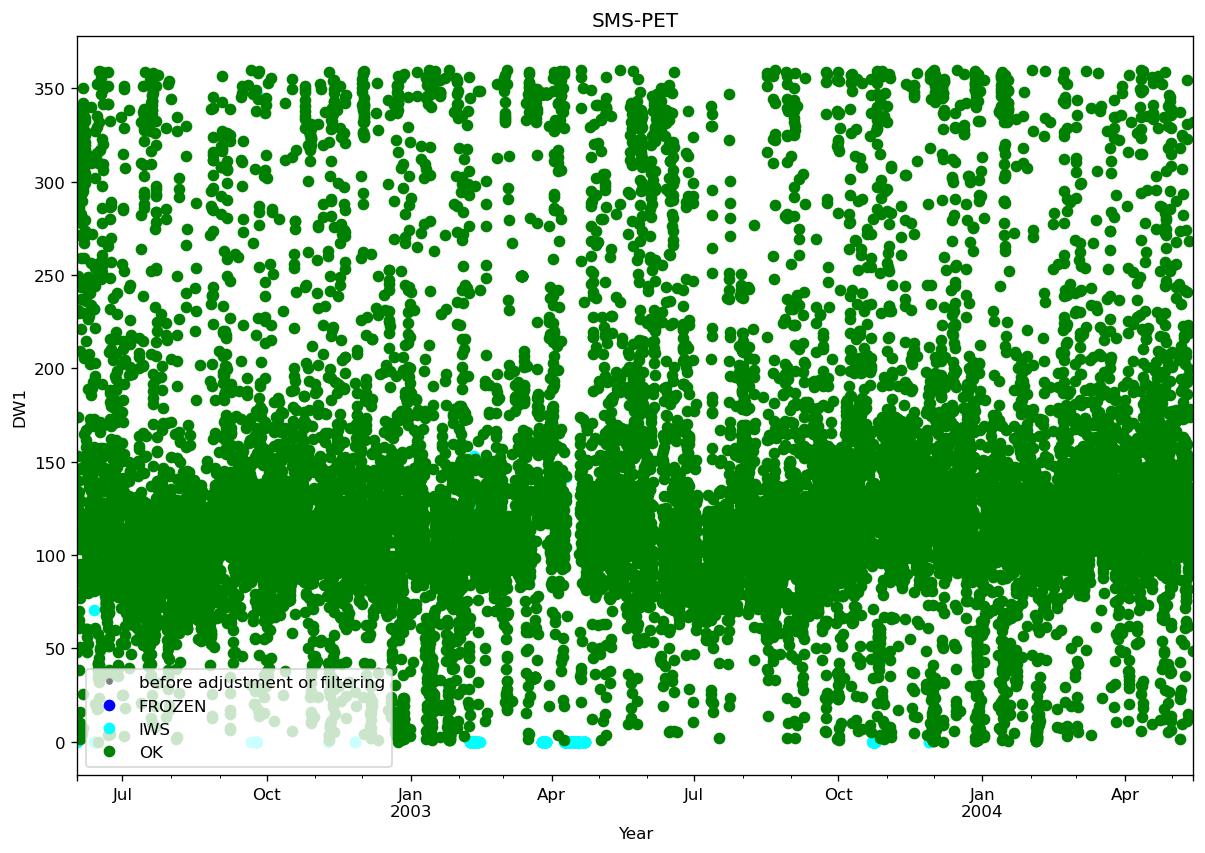 SMS-PET
350
300
250
200
150
100
50
0
DW1
before adjustment or filtering
FROZEN
IWS
OK
Jul
Oct
Jan
2003
Apr
Jul
Oct
Jan
2004
Apr
Year